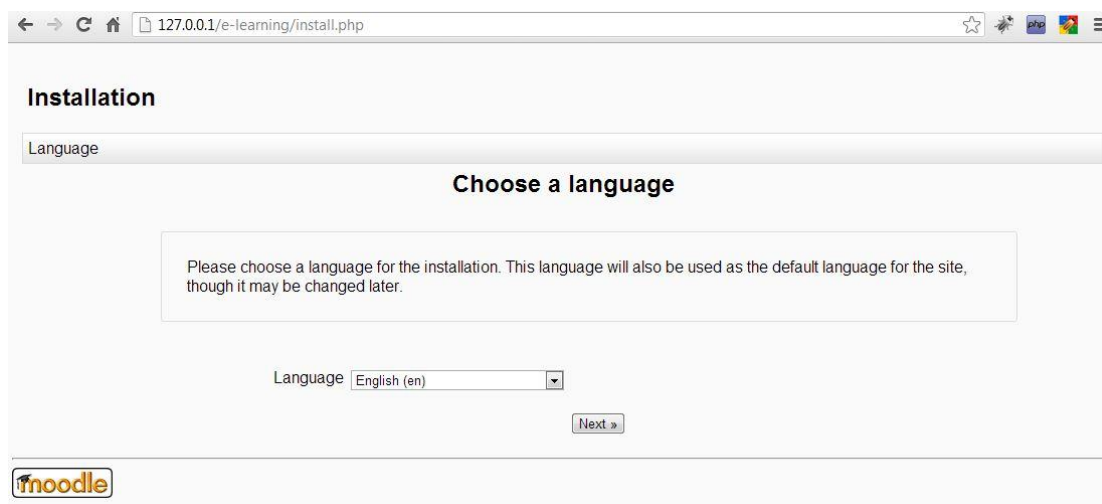 127.0.0.1/e-learning/install.php
php
Installation
Language
Choose a language
Please choose a language for the installation. This language will also be used as the default language for the site,
though it may be changed later.
Language English (en)
Next »
moodle